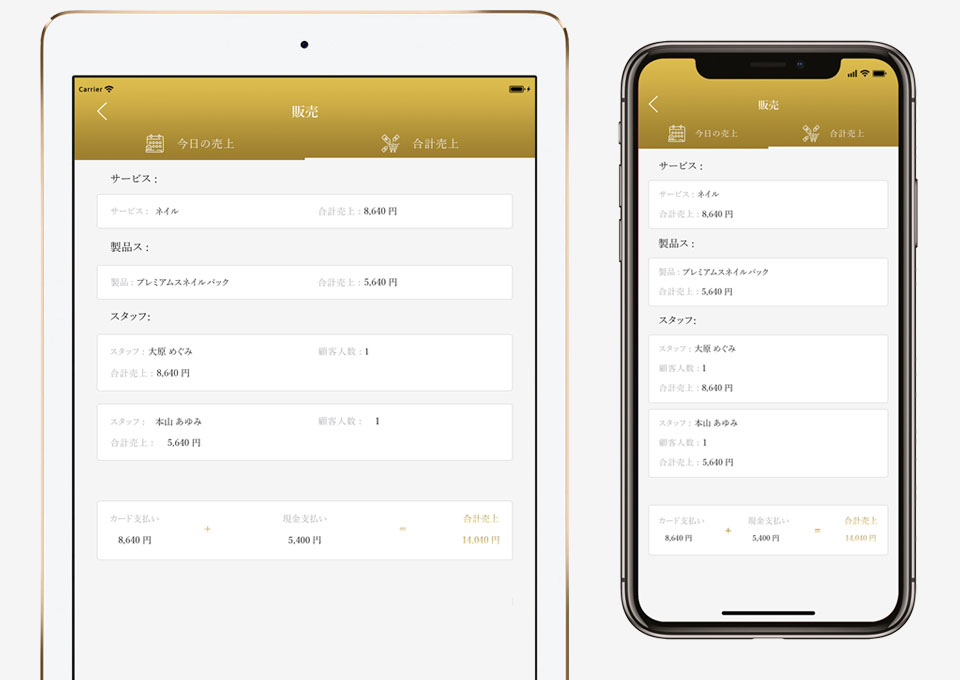 Carrier
販売
今日の売上
合計売上
サービス :
サービス : ネイル
合計売上 : 8,640 円
製品ス :
製品 : プレミアムスネイルパック
合計売上 : 5,640 円
スタッフ:
スタッフ : 大原 めぐみ
顧客人数 : 1
合計売上 : 8,640 円
スタッフ : 本山 あゆみ
顧客人数 : 1
合計売上 : 5,640 円
カード支払い + 現金支払い = 合計売上
8,640 円 5,400 円 14,040 円
販売
今日の売上
合計売上
サービス :
サービス : ネイル
合計売上 : 8,640 円
製品ス :
製品 : プレミアムスネイルパック
合計売上 : 5,640 円
スタッフ:
スタッフ : 大原 めぐみ
顧客人数 : 1
合計売上 : 8,640 円
スタッフ : 本山 あゆみ
顧客人数 : 1
合計売上 : 5,640 円
カード支払い + 現金支払い = 合計売上
8,640 円 5,400 円 14,040 円